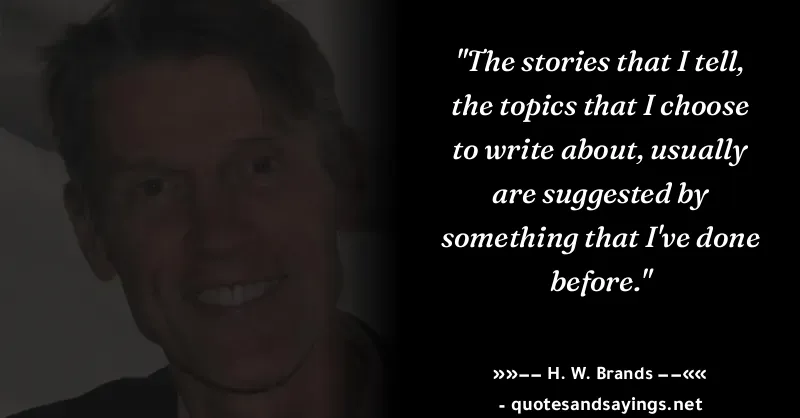 "The stories that I tell,
the topics that I choose
to write about, usually
are suggested by
something that I've done
before."
»»−− H. W. Brands −−««
- quotesandsayings.net